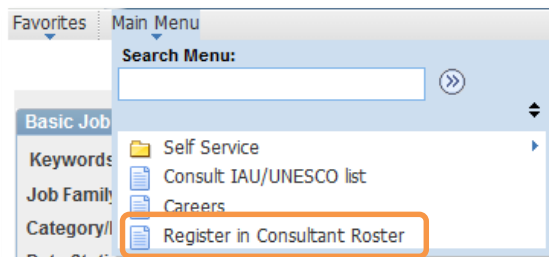 Favorites Main Menu
Search Menu:
Basic Job
Keywords
Self Service
Consult IAU/UNESCO list
Job Family
Careers
Category/
Register in Consultant Roster